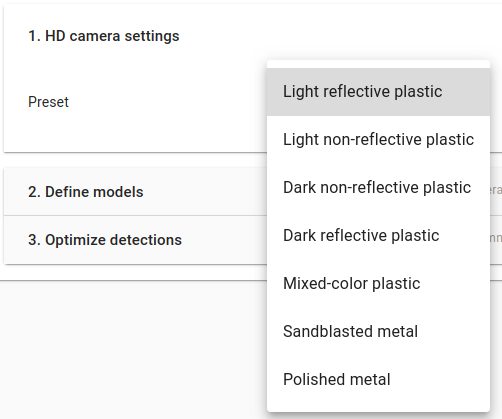 1. HD camera settings
Preset
Light reflective plastic
Light non-reflective plastic
Dark non-reflective plastic
Dark reflective plastic
Mixed-color plastic
Sandblasted metal
Polished metal
2. Define models
3. Optimize detections